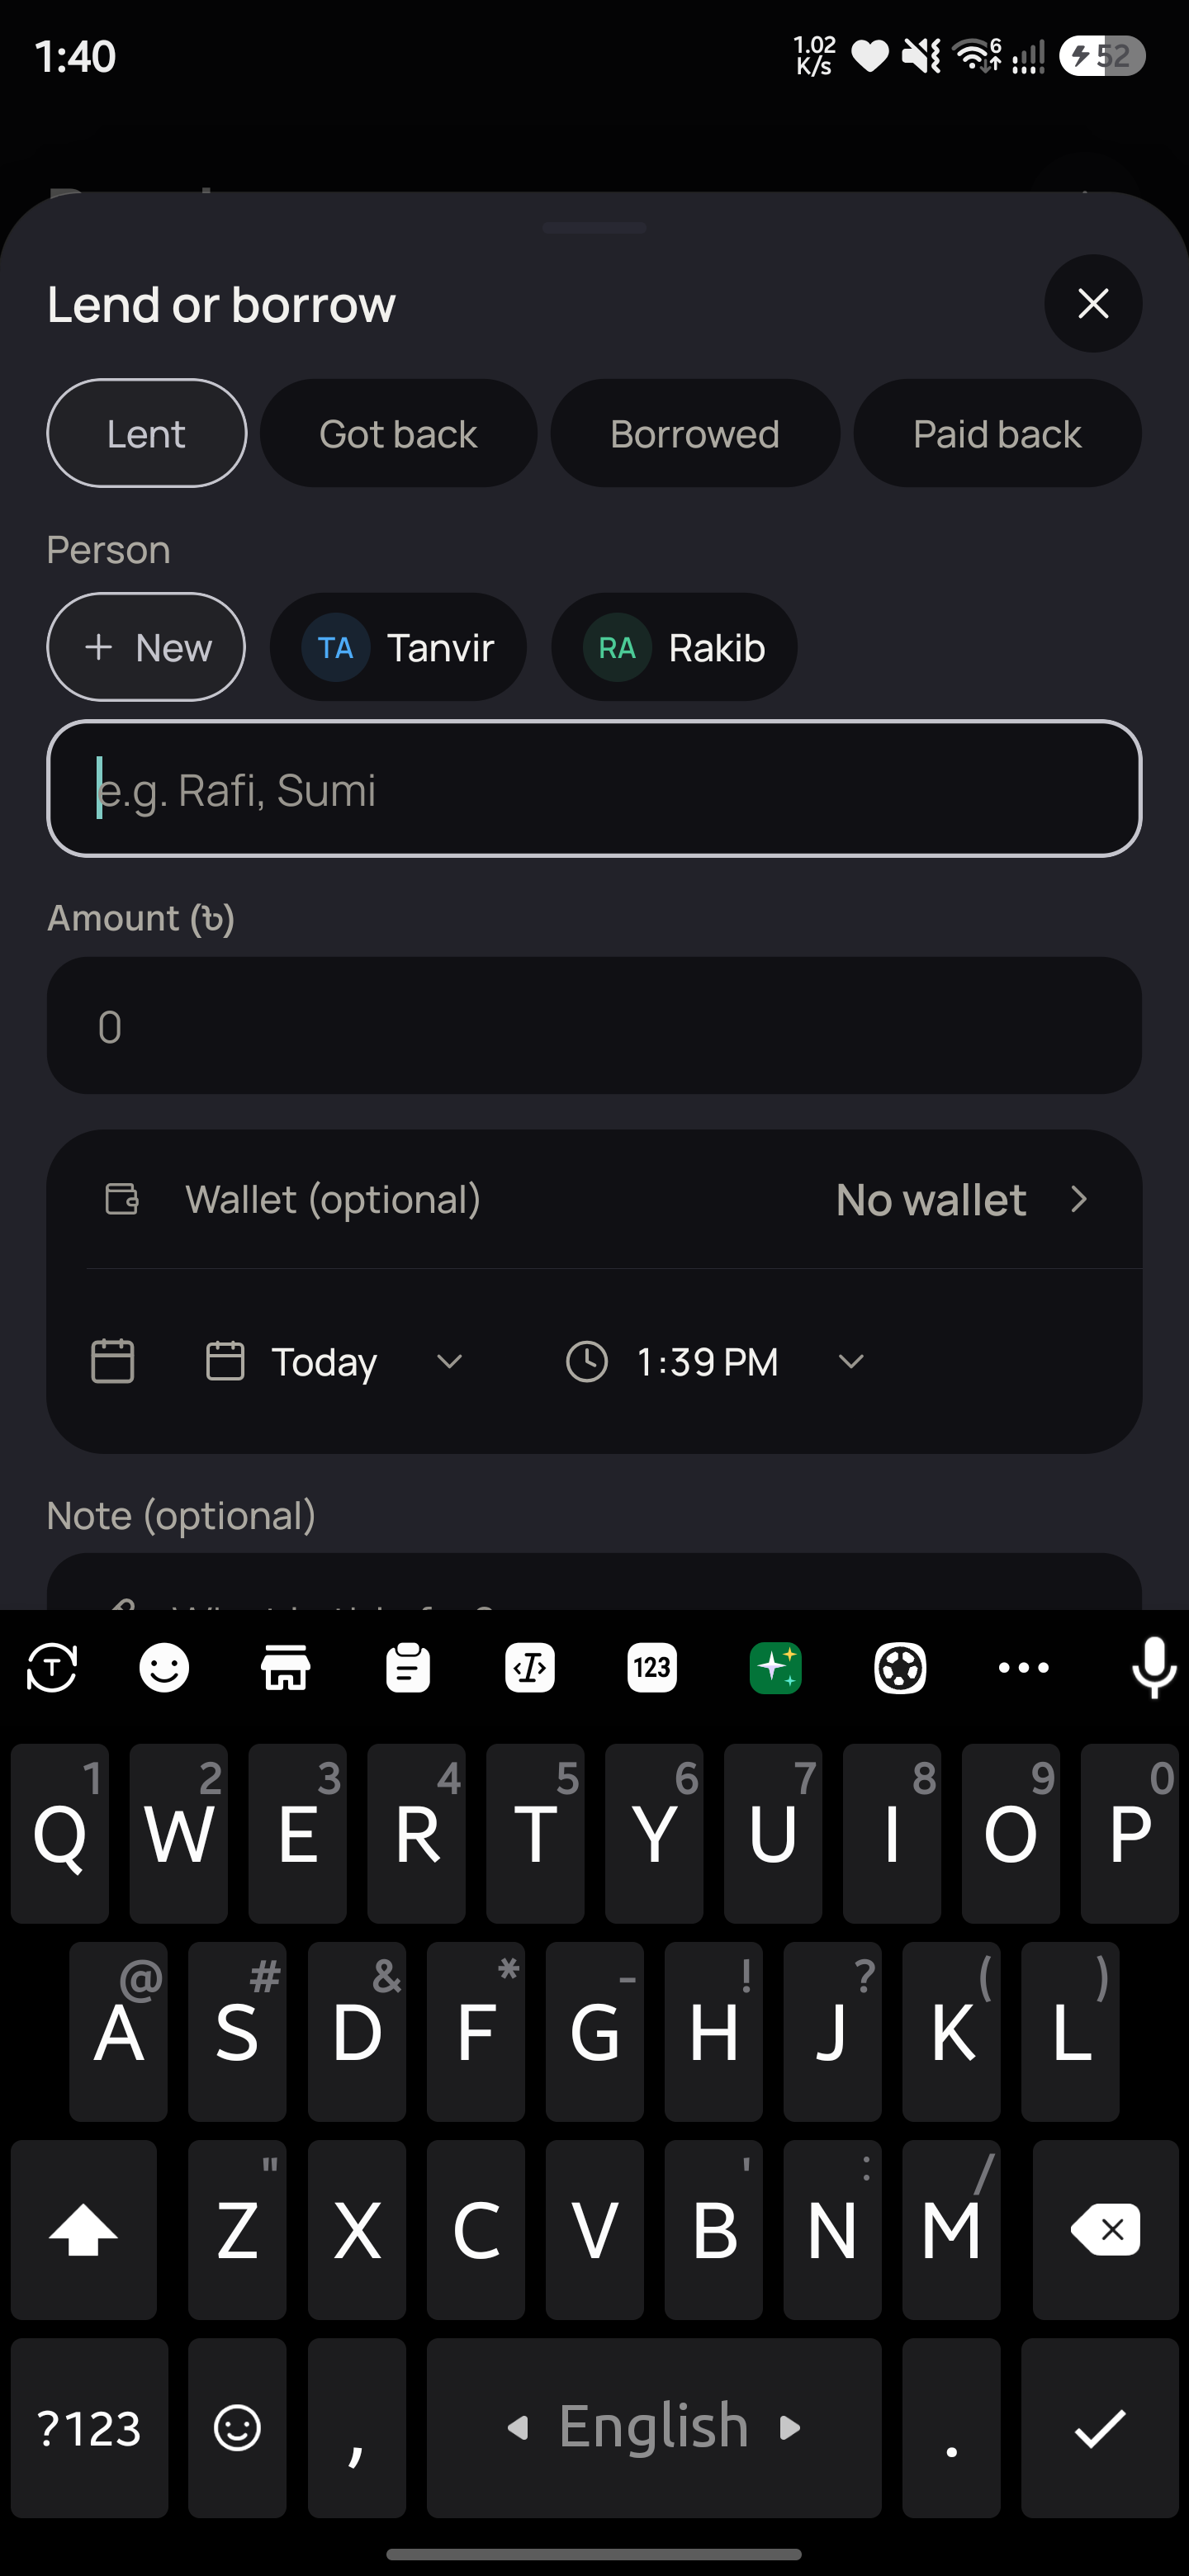 1:40
1.02
K/s
6
52
Lend or borrow
Lent Got back Borrowed Paid back
Person
+ New TA Tanvir RA Rakib
e.g. Rafi, Sumi
Amount (৳)
0
Wallet (optional) No wallet
Today 1:39 PM
Note (optional)
T T 123
1 2 3 4 5 6 7 8 9 0
Q W E R T Y U I O P
@ # & * - ! ? ( )
A S D F G H J K L
" ' : /
Z X C V B N M
?123 , English .